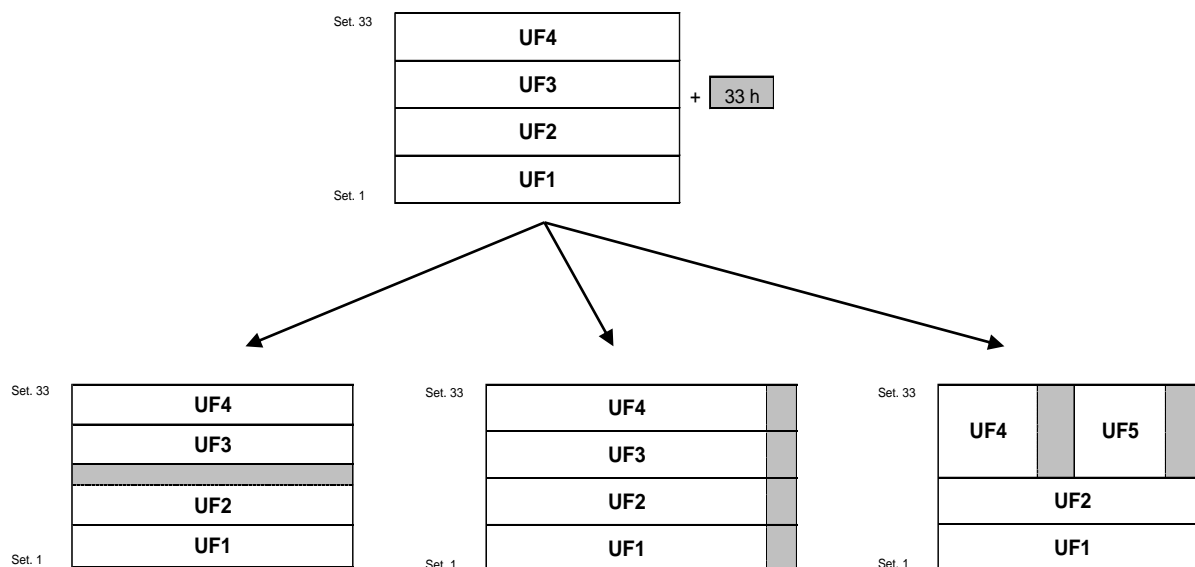 Set. 33
UF4
UF3
+ 33 h
UF2
UF1
Set. 1
Set. 33
UF4
UF3
UF2
UF1
Set. 1
Set. 33
UF4
UF3
UF2
UF1
Set. 1
Set. 33
UF4 UF5
UF2
UF1
Set. 1